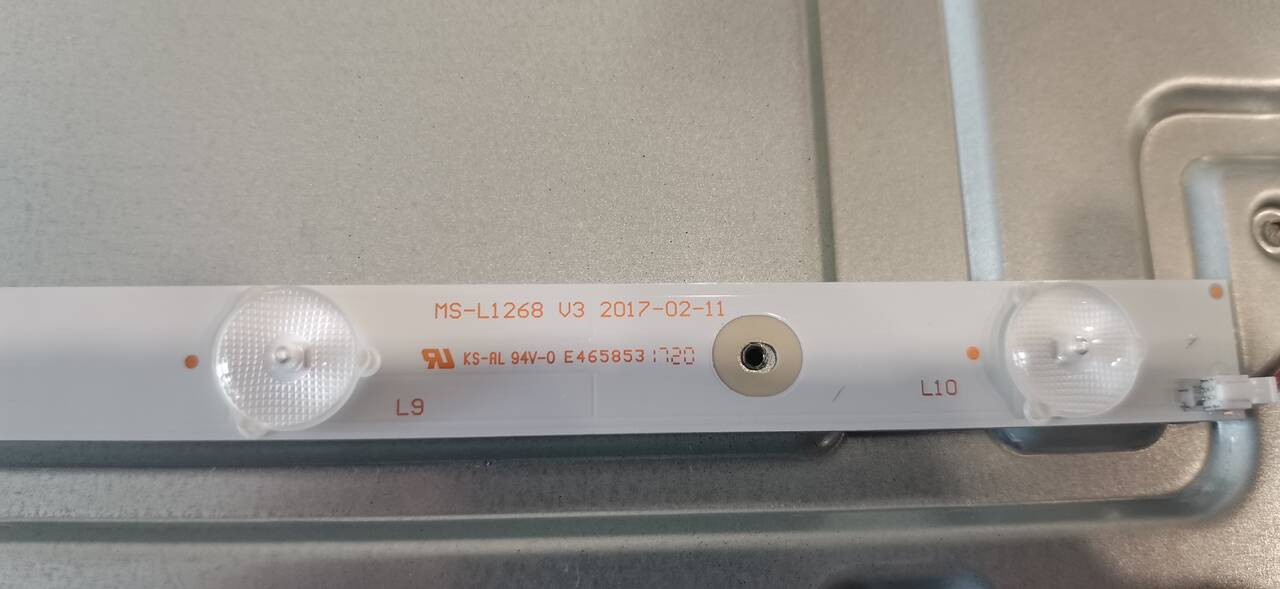 MS-L1268 V3 2017-02-11
KS-AL 94V-0 E465853 1720
L9
L10